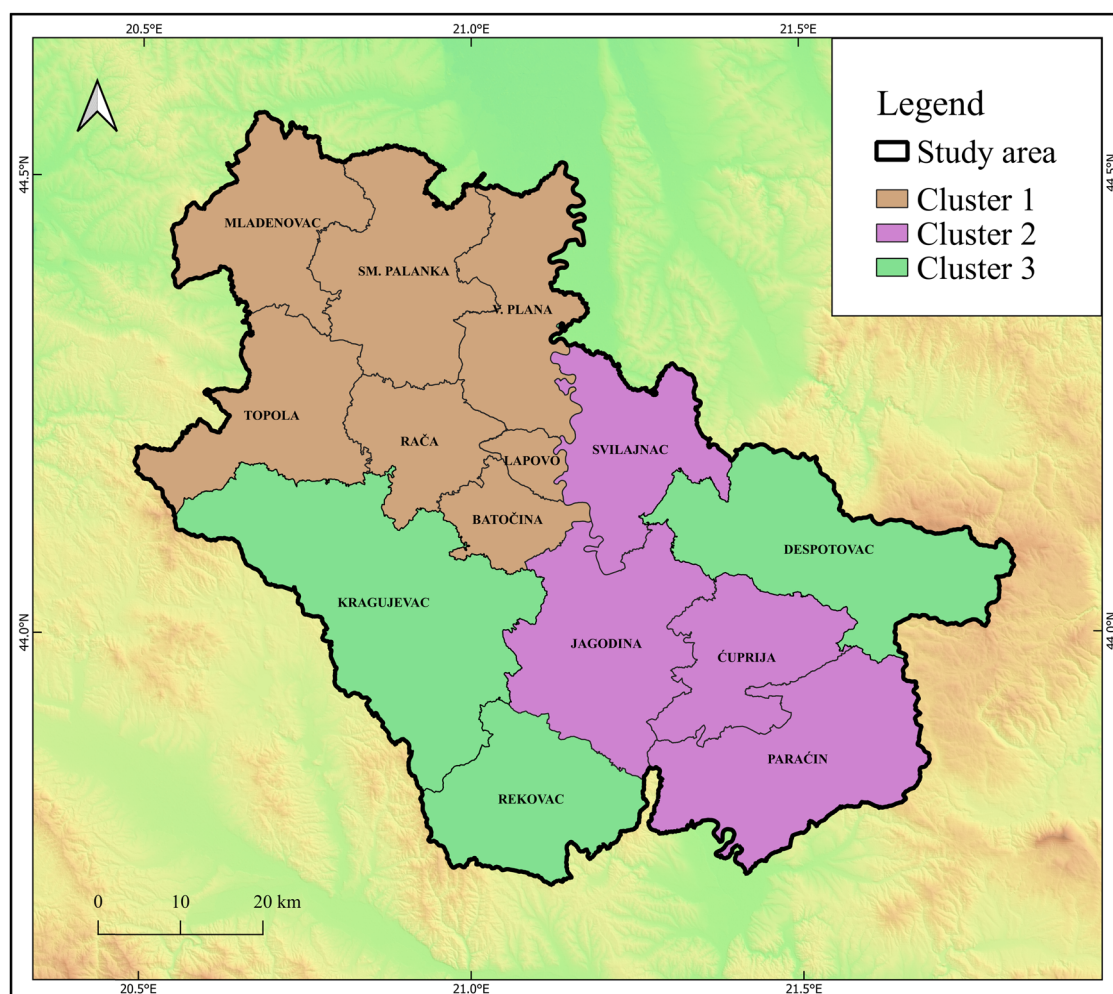 20.5°E
21.0°E
21.5°E
Legend
Study area
Cluster 1
Cluster 2
Cluster 3
44.5°N
44.5°N
MLADENOVAC
SM. PALANKA
V. PLANA
TOPOLA
RAČA
LAPOVO
SVILAJNAC
BATOČINA
DESPOTOVAC
KRAGUJEVAC
44.0°N
44.0°N
JAGODINA
ĆUPRIJA
PARAĆIN
REKOVAC
0 10 20 km
20.5°E
21.0°E
21.5°E